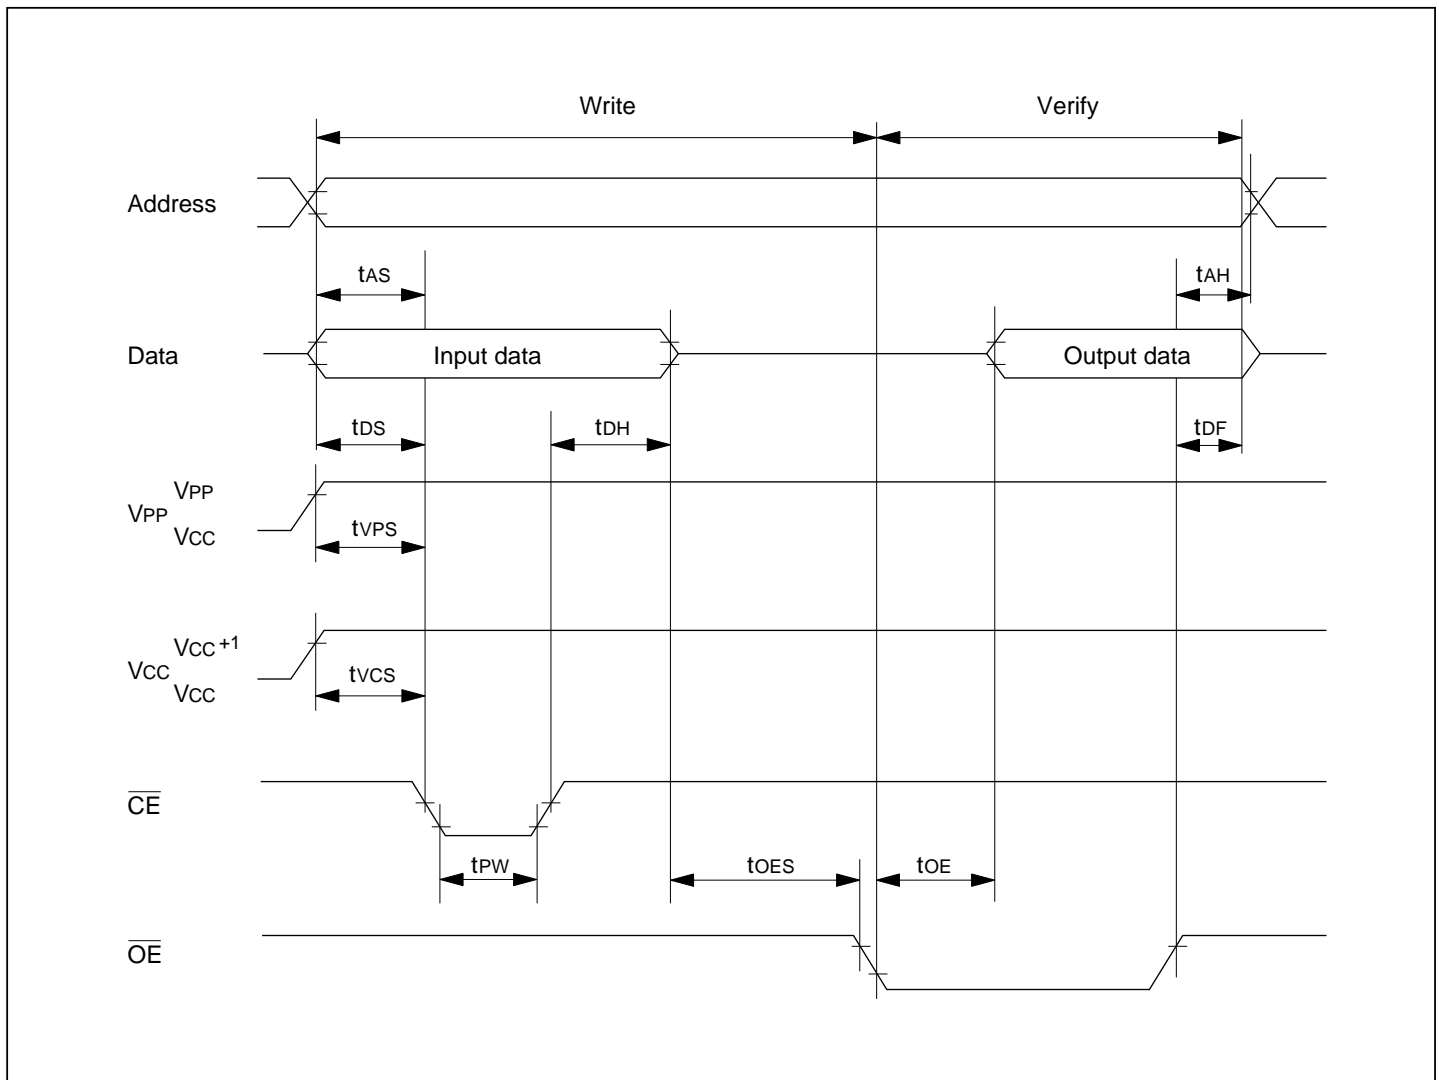 Write
Verify
Address
tAS
tAH
Data
Input data
Output data
tDS
tDH
tDF
VPP
VPP
VCC
tVPS
VCC+1
VCC
VCC
tVCS
CE
tPW
tOES
tOE
OE